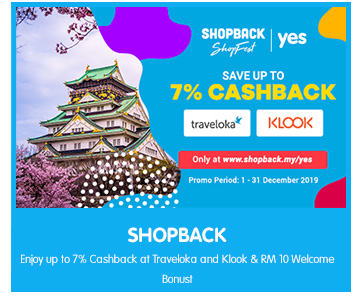 SHOPBACK
ShopFest
yes
SAVE UP TO
7% CASHBACK
traveloka
KLOOK
Only at www.shopback.my/yes
Promo Period: 1 - 31 December 2019
SHOPBACK
Enjoy up to 7% Cashback at Traveloka and Klook & RM 10 Welcome
Bonus!